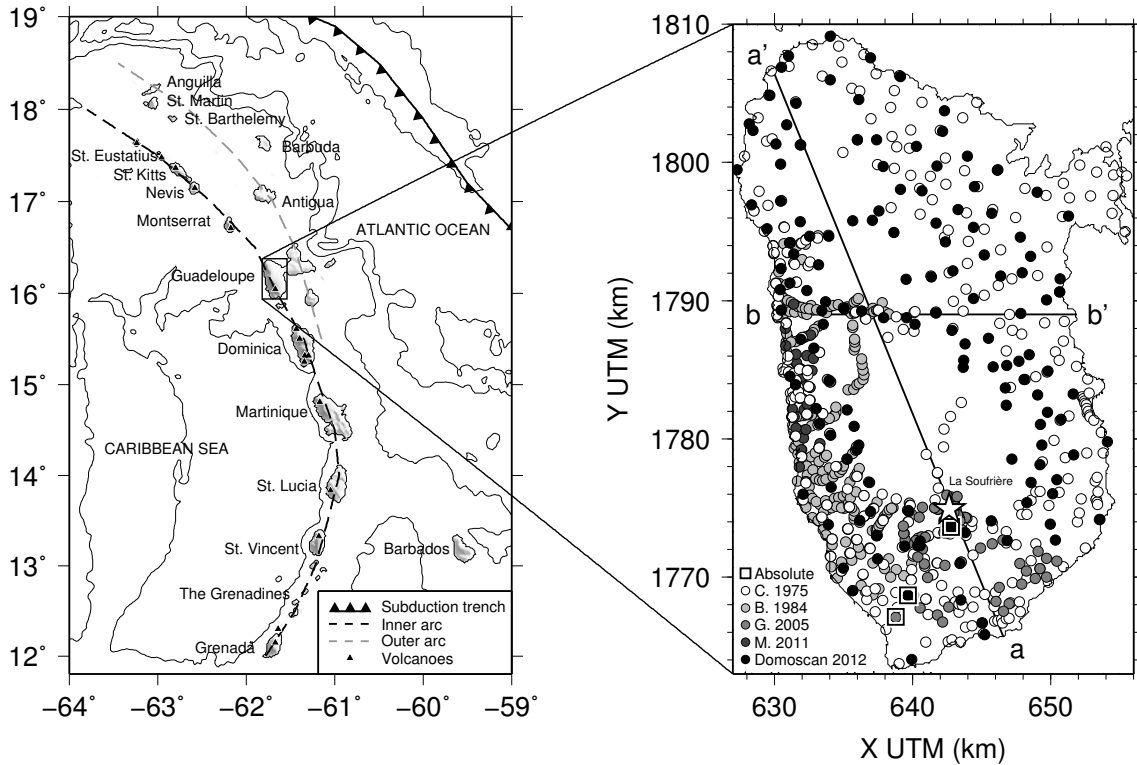 19˚
18˚
17˚
16˚
15˚
14˚
13˚
12˚
−64
−63˚
−62˚
−61˚
−60˚
−59˚
Anguilla
St. Martin
St. Barthelemy
Barbuda
St. Eustatius
St. Kitts
Nevis
Antigua
Montserrat
ATLANTIC OCEAN
Guadeloupe
Dominica
Martinique
CARIBBEAN SEA
St. Lucia
St. Vincent
Barbados
The Grenadines
Grenada
Subduction trench
Inner arc
Outer arc
Volcanoes
1810
1800
1790
1780
1770
Y UTM (km)
a’
b
b’
La Soufrière
a
Absolute
C. 1975
B. 1984
G. 2005
M. 2011
Domoscan 2012
630
640
650
X UTM (km)